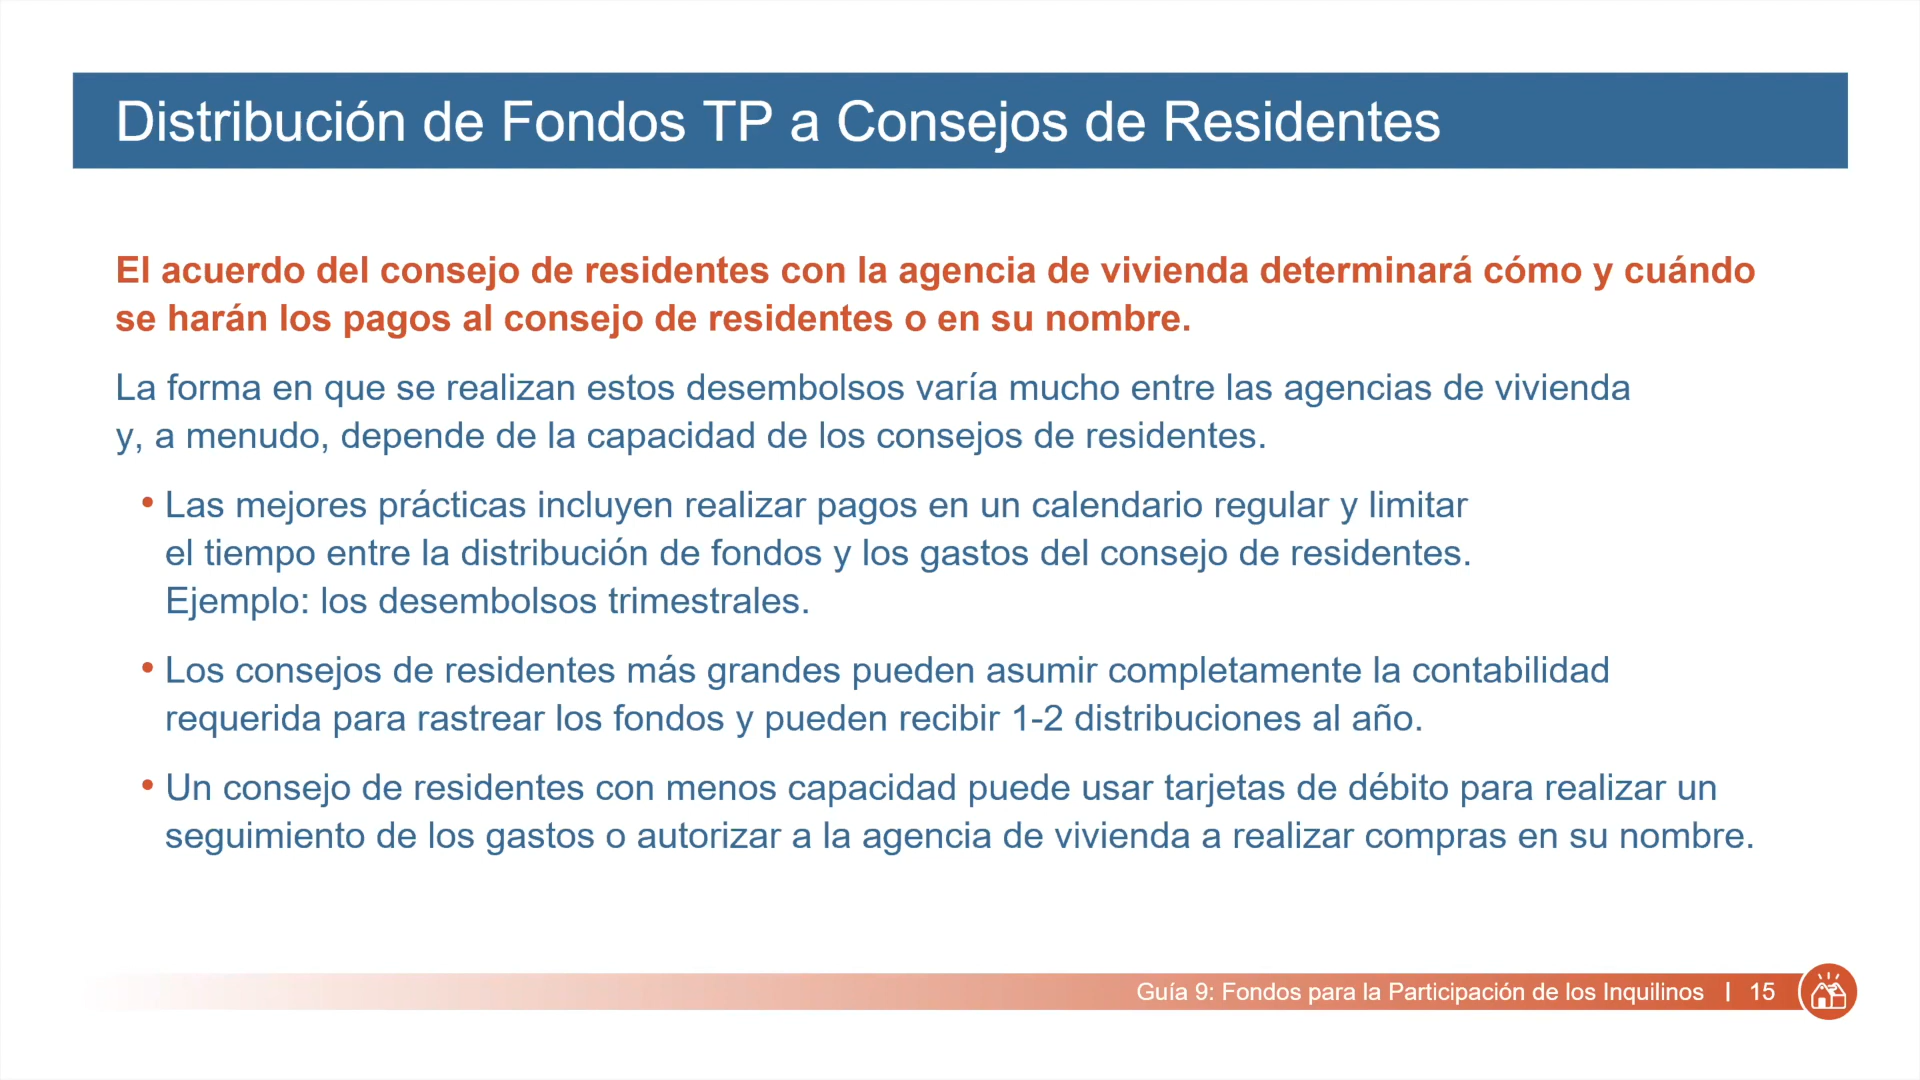 Distribución de Fondos TP a Consejos de Residentes
El acuerdo del consejo de residentes con la agencia de vivienda determinará cómo y cuándo
se harán los pagos al consejo de residentes o en su nombre.
La forma en que se realizan estos desembolsos varía mucho entre las agencias de vivienda
y, a menudo, depende de la capacidad de los consejos de residentes.
• Las mejores prácticas incluyen realizar pagos en un calendario regular y limitar
el tiempo entre la distribución de fondos y los gastos del consejo de residentes.
Ejemplo: los desembolsos trimestrales.
• Los consejos de residentes más grandes pueden asumir completamente la contabilidad
requerida para rastrear los fondos y pueden recibir 1-2 distribuciones al año.
• Un consejo de residentes con menos capacidad puede usar tarjetas de débito para realizar un
seguimiento de los gastos o autorizar a la agencia de vivienda a realizar compras en su nombre.
Guía 9: Fondos para la Participación de los Inquilinos | 15